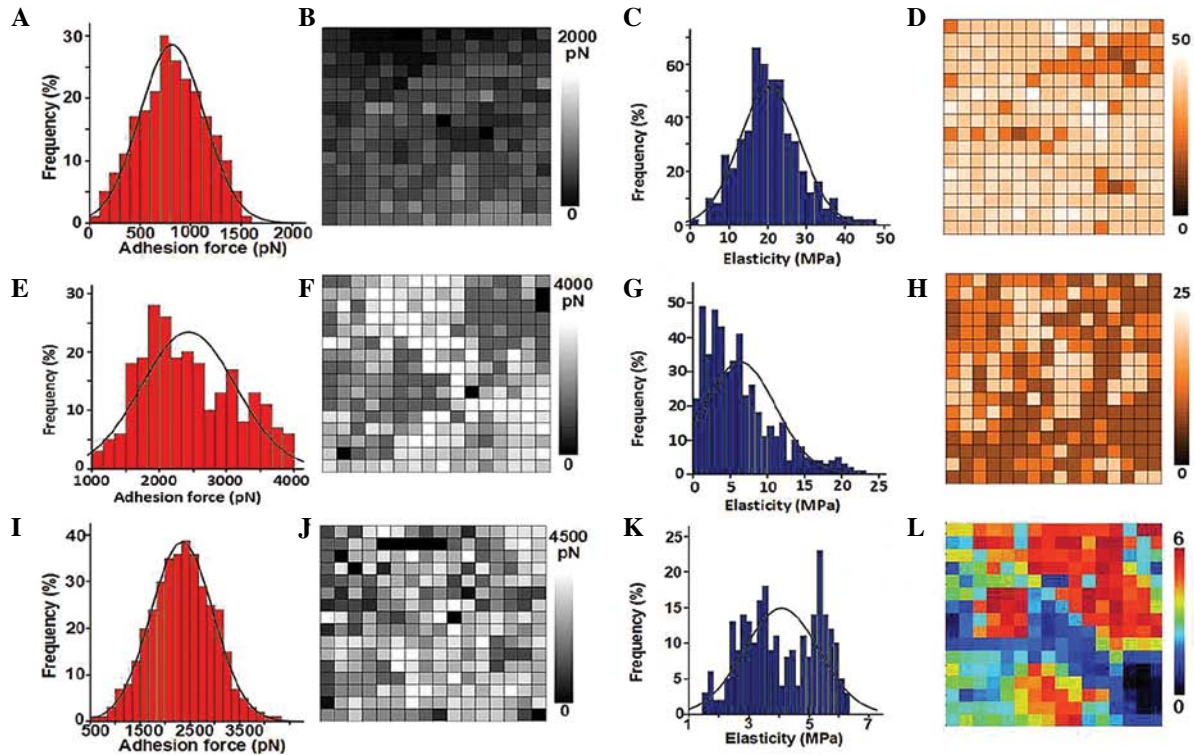 A
Frequency (%)
30
20
10
0
0 500 1000 1500 2000
Adhesion force (pN)
B
2000
pN
0
C
Frequency (%)
60
40
20
0
0 10 20 30 40 50
Elasticity (MPa)
D
50
0
E
Frequency (%)
30
20
10
0
1000 2000 3000 4000
Adhesion force (pN)
F
4000
pN
0
G
Frequency (%)
50
40
30
20
10
0
0 5 10 15 20 25
Elasticity (MPa)
H
25
0
I
Frequency (%)
40
30
20
10
0
500 1500 2500 3500
Adhesion force (pN)
J
4500
pN
0
K
Frequency (%)
25
20
15
10
5
0
1 3 5 7
Elasticity (MPa)
L
6
0